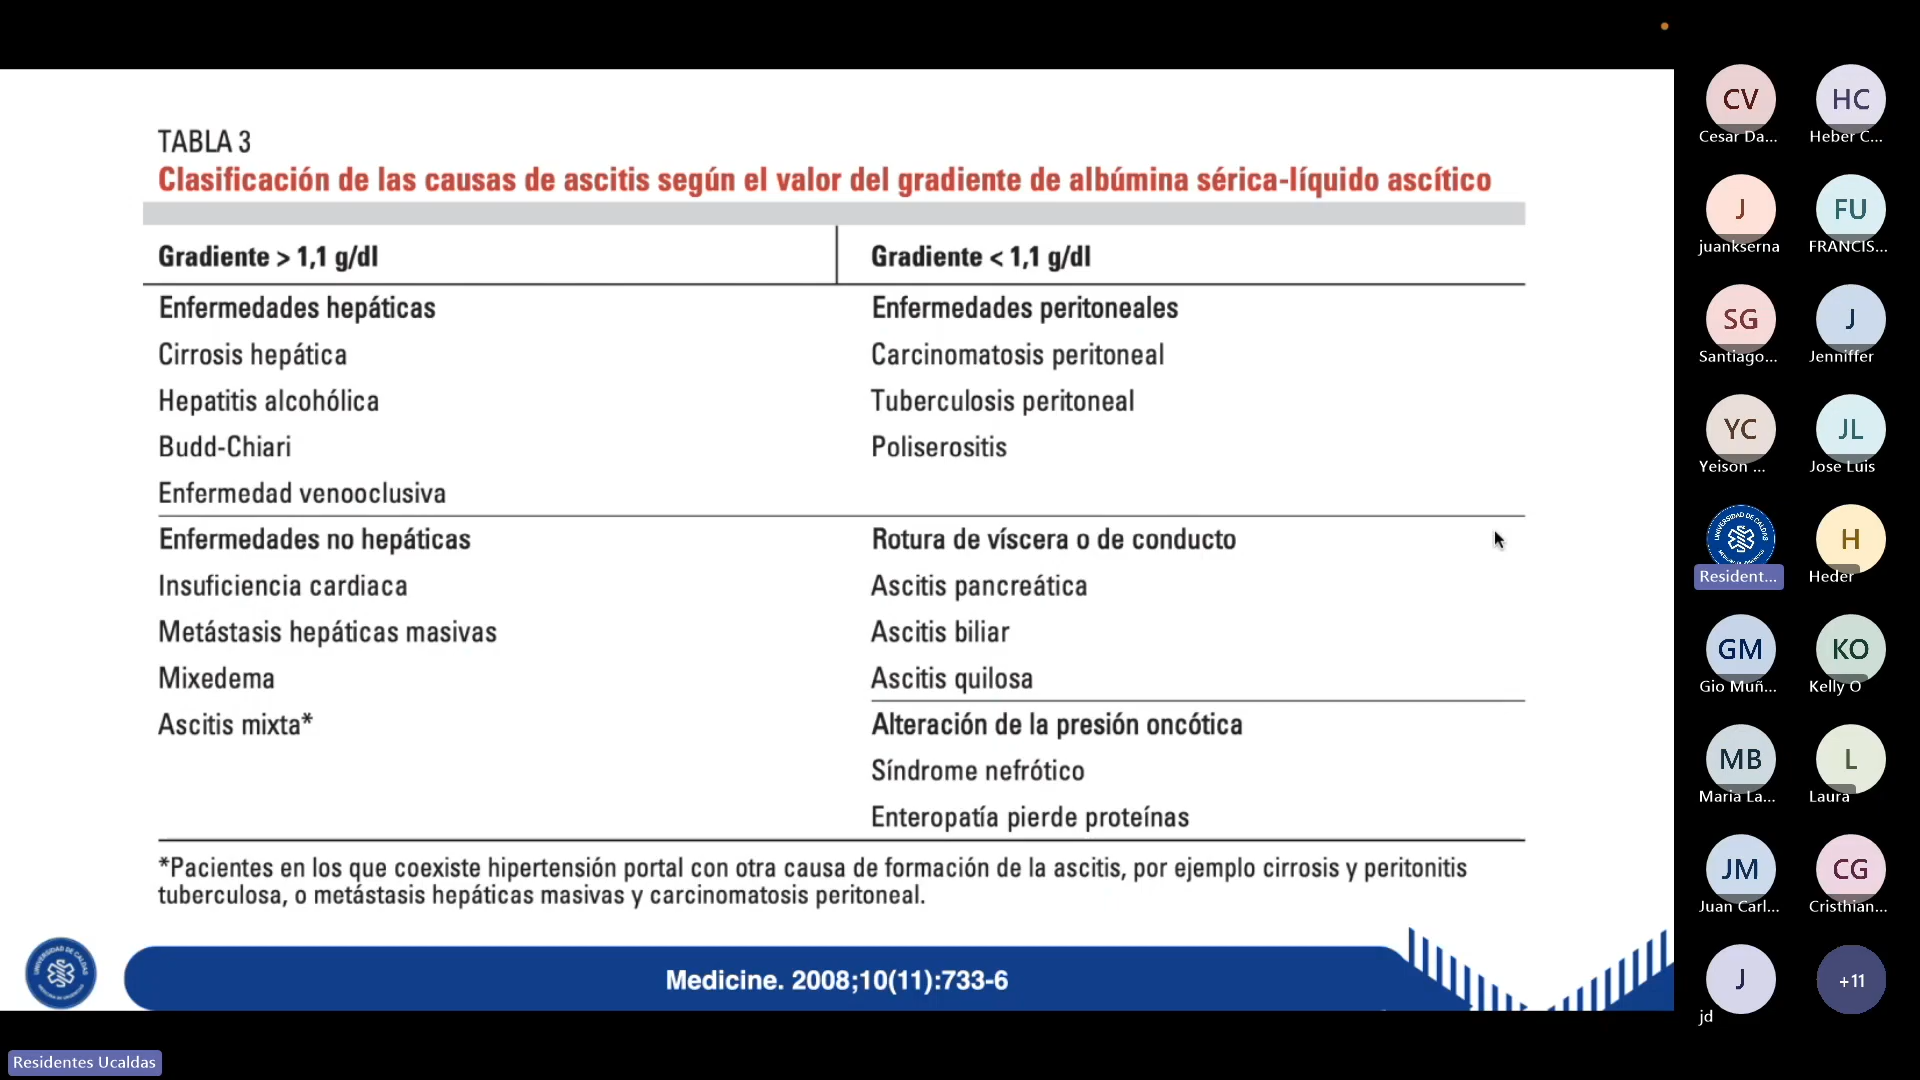 TABLA 3
Clasificación de las causas de ascitis según el valor del gradiente de albúmina sérica-líquido ascítico
Gradiente > 1,1 g/dl
Gradiente < 1,1 g/dl
Enfermedades hepáticas
Enfermedades peritoneales
Cirrosis hepática
Carcinomatosis peritoneal
Hepatitis alcohólica
Tuberculosis peritoneal
Budd-Chiari
Poliserositis
Enfermedad venooclusiva
Enfermedades no hepáticas
Rotura de víscera o de conducto
Insuficiencia cardiaca
Ascitis pancreática
Metástasis hepáticas masivas
Ascitis biliar
Mixedema
Ascitis quilosa
Ascitis mixta*
Alteración de la presión oncótica
Síndrome nefrótico
Enteropatía pierde proteínas
*Pacientes en los que coexiste hipertensión portal con otra causa de formación de la ascitis, por ejemplo cirrosis y peritonitis
tuberculosa, o metástasis hepáticas masivas y carcinomatosis peritoneal.
Medicine. 2008;10(11):733-6
Residentes Ucaldas
CV
Cesar Da...
HC
Heber C...
J
juankserna
FU
FRANCIS...
SG
Santiago...
J
Jenniffer
YC
Yeison ...
JL
Jose Luis
UNIVERSIDAD DE CALDAS
Resident...
H
Heder
GM
Gio Muñ...
KO
Kelly O
MB
Maria La...
L
Laura
JM
Juan Carl...
CG
Cristhian...
J
jd
+11